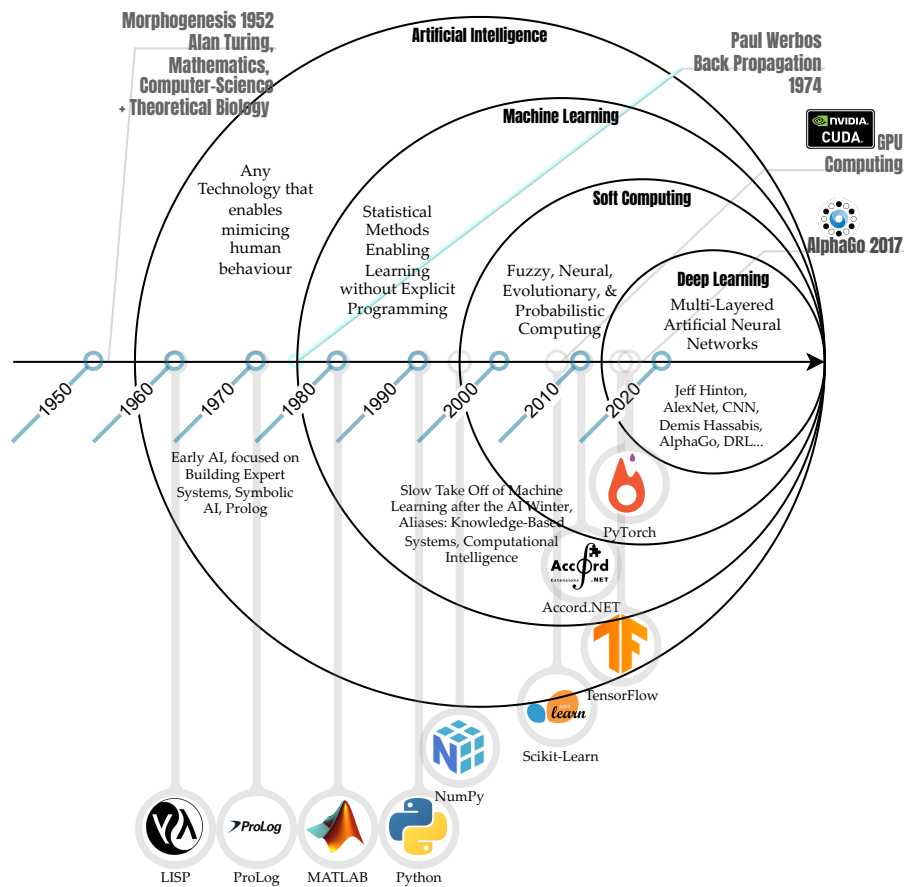 Morphogenesis 1952
Alan Turing,
Mathematics,
Computer-Science
+ Theoretical Biology
Artificial Intelligence
Paul Werbos
Back Propagation
1974
Machine Learning
NVIDIA.
CUDA.
GPU
Computing
Any
Technology that
enables
mimicing
human
behaviour
Statistical
Methods
Enabling
Learning
without Explicit
Programming
Soft Computing
AlphaGo 2017
Fuzzy, Neural,
Evolutionary, &
Probabilistic
Computing
Deep Learning
Multi-Layered
Artificial Neural
Networks
1950
1960
1970
1980
1990
2000
2010
2020
Jeff Hinton,
AlexNet, CNN,
Demis Hassabis,
AlphaGo, DRL...
Early AI, focused on
Building Expert
Systems, Symbolic
AI, Prolog
Slow Take Off of Machine
Learning after the AI Winter,
Aliases: Knowledge-Based
Systems, Computational
Intelligence
PyTorch
Accord
Extensions .NET
Accord.NET
TensorFlow
scikit
learn
Scikit-Learn
N
NumPy
LISP
ProLog
ProLog
MATLAB
Python